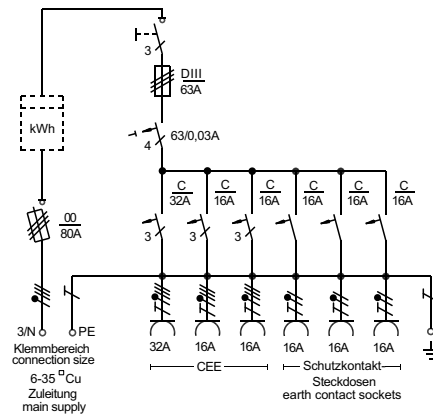 3
DIII
63A
kWh
63/0,03A
4
C
32A
C
16A
C
16A
C
16A
C
16A
C
16A
00
80A
3
3
3
3/N
PE
32A
16A
16A
16A
16A
16A
CEE
Schutzkontakt
Steckdosen
earth contact sockets
Klemmbereich
connection size
6-35 □ Cu
Zuleitung
main supply